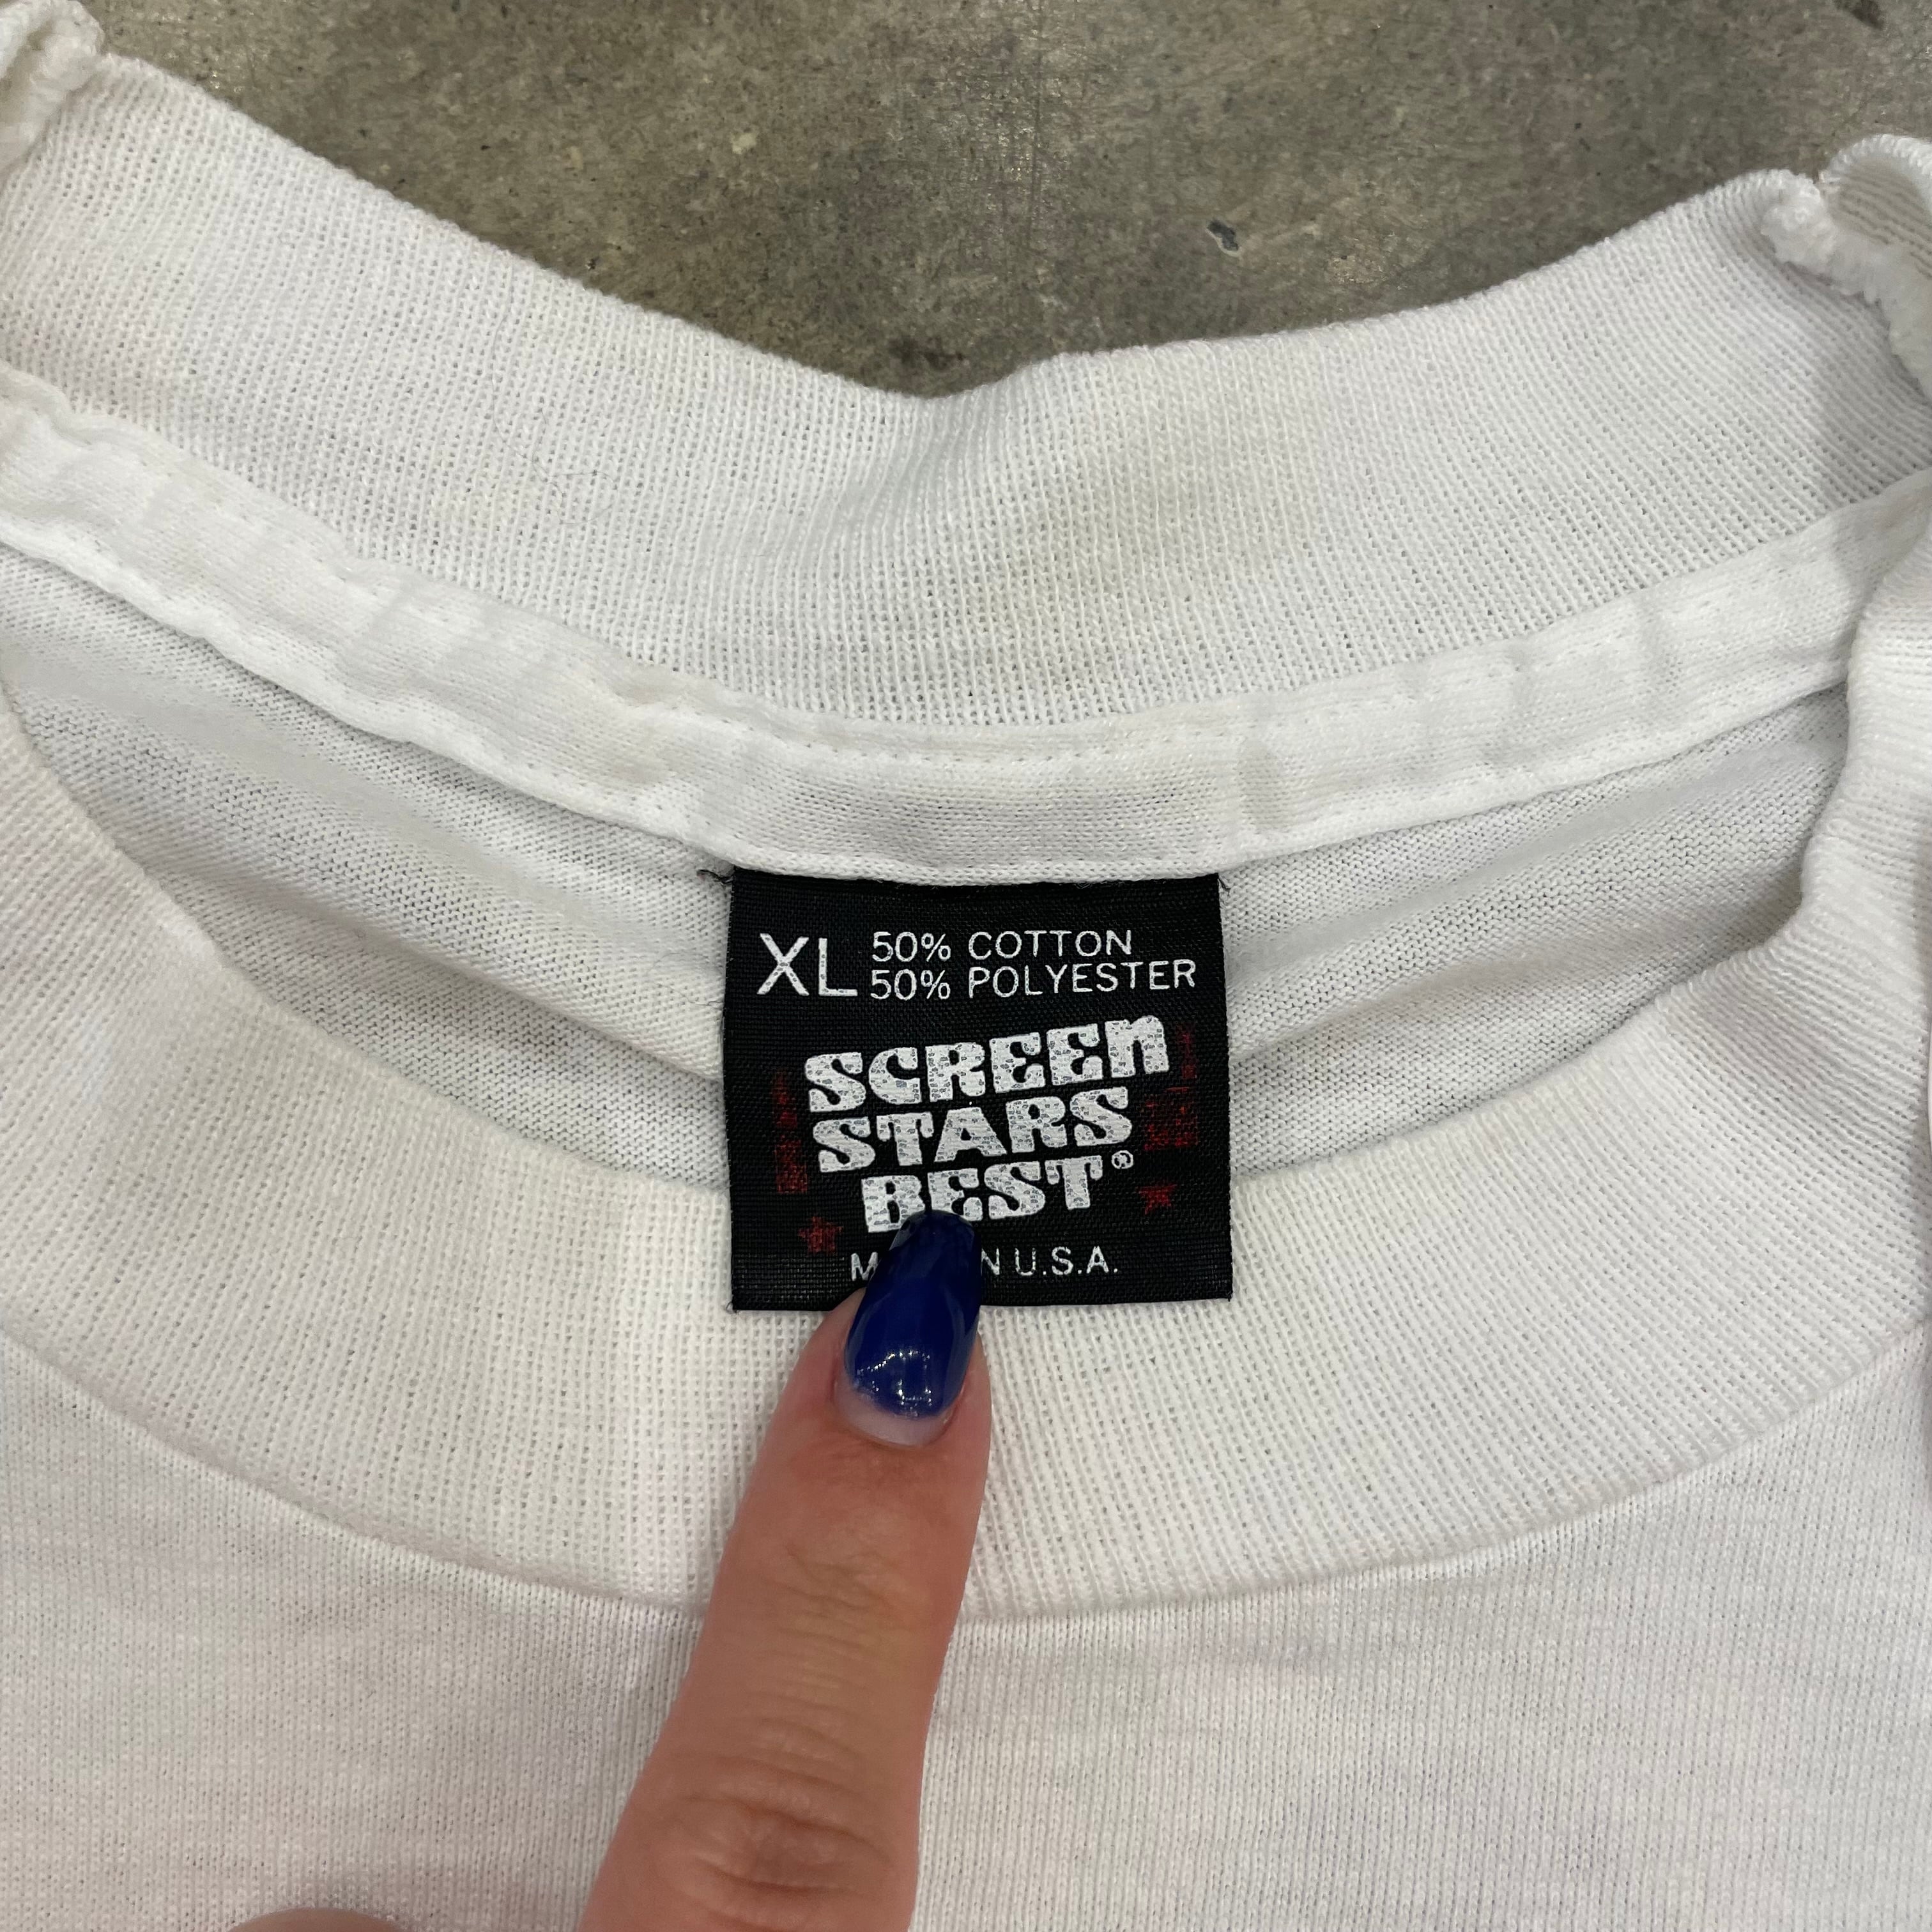 XL 50% COTTON
50% POLYESTER
SCREEN
STARS
BEST®
U.S.A.